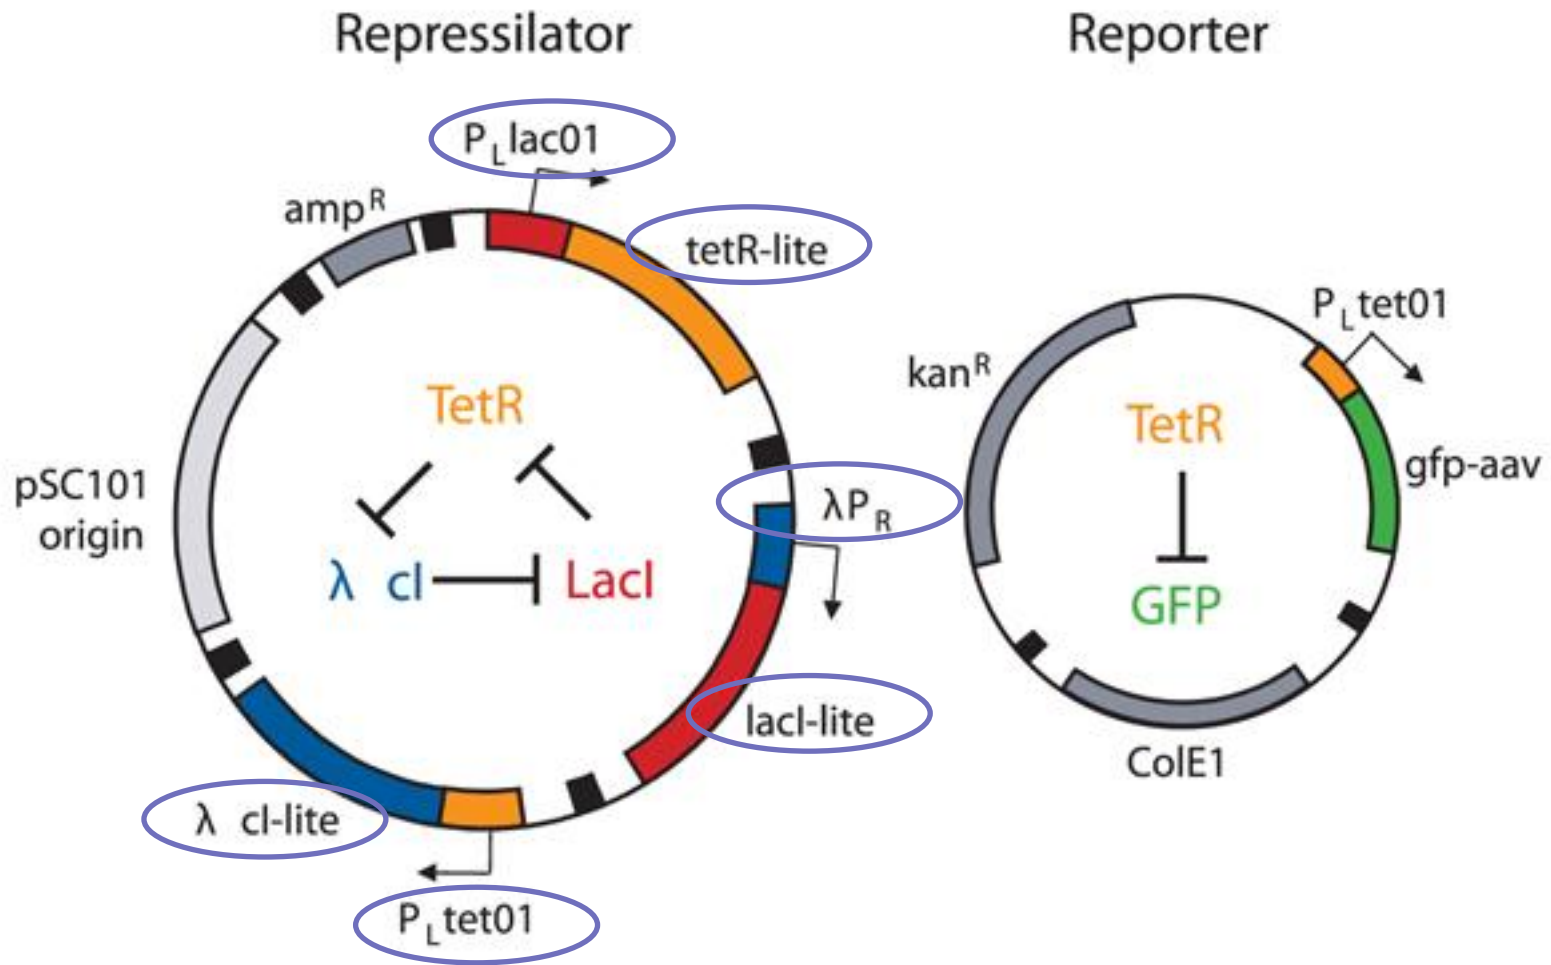 Repressilator
Reporter
PLlac01
ampR
tetR-lite
PLtet01
kanR
TetR
TetR
gfp-aav
pSC101
origin
λPR
λ cI
LacI
GFP
lacI-lite
ColE1
λ cI-lite
PLtet01